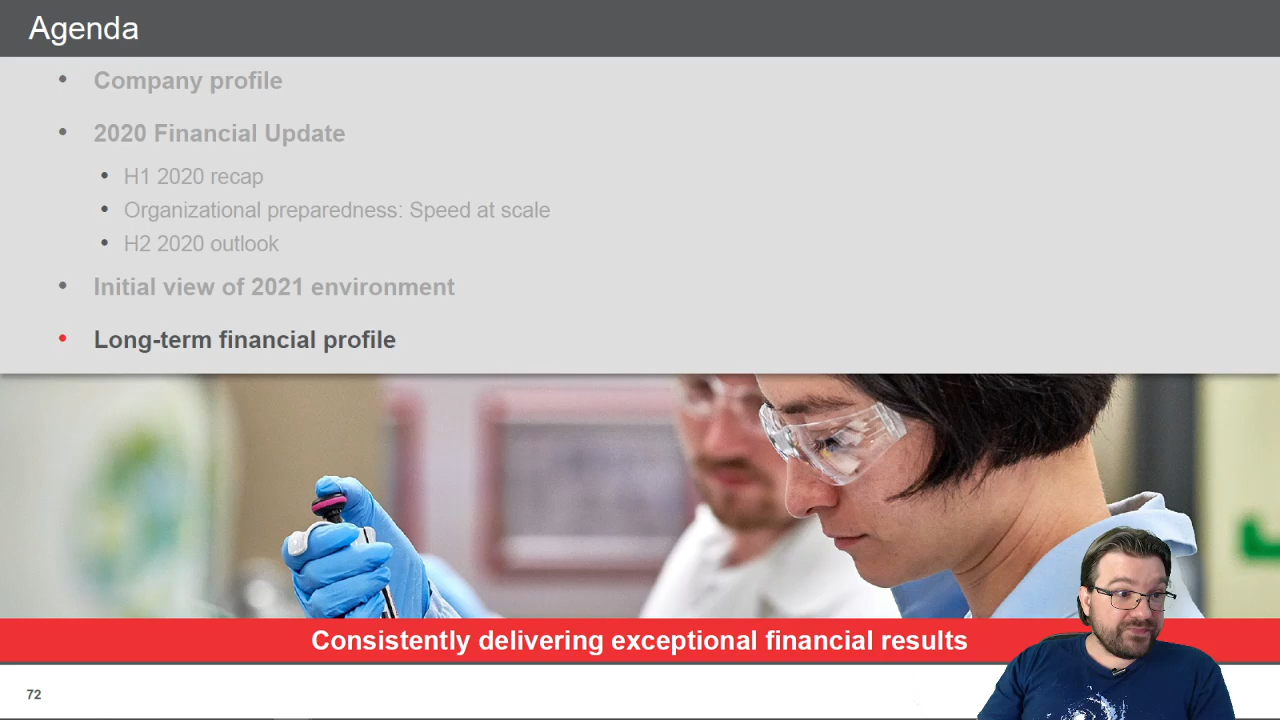 Agenda
Company profile
2020 Financial Update
H1 2020 recap
Organizational preparedness: Speed at scale
H2 2020 outlook
Initial view of 2021 environment
Long-term financial profile
Consistently delivering exceptional financial results
72